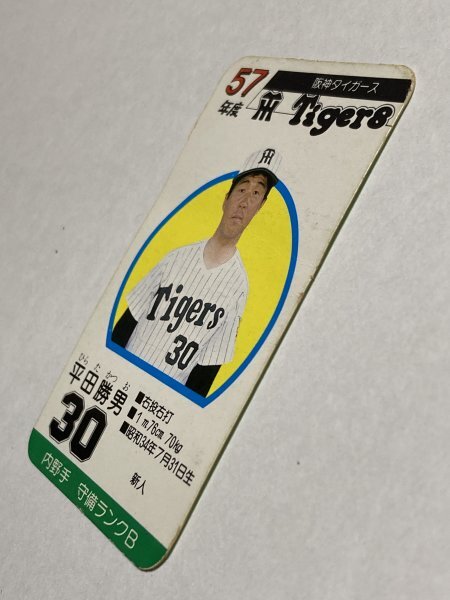 57
年度
阪神タイガース
Tigers
Tigers
30
ひら た かつ お
平田勝男
30
■右投右打
■1m76cm 70kg
■昭和34年7月31日生
新人
内野手 守備ランクB